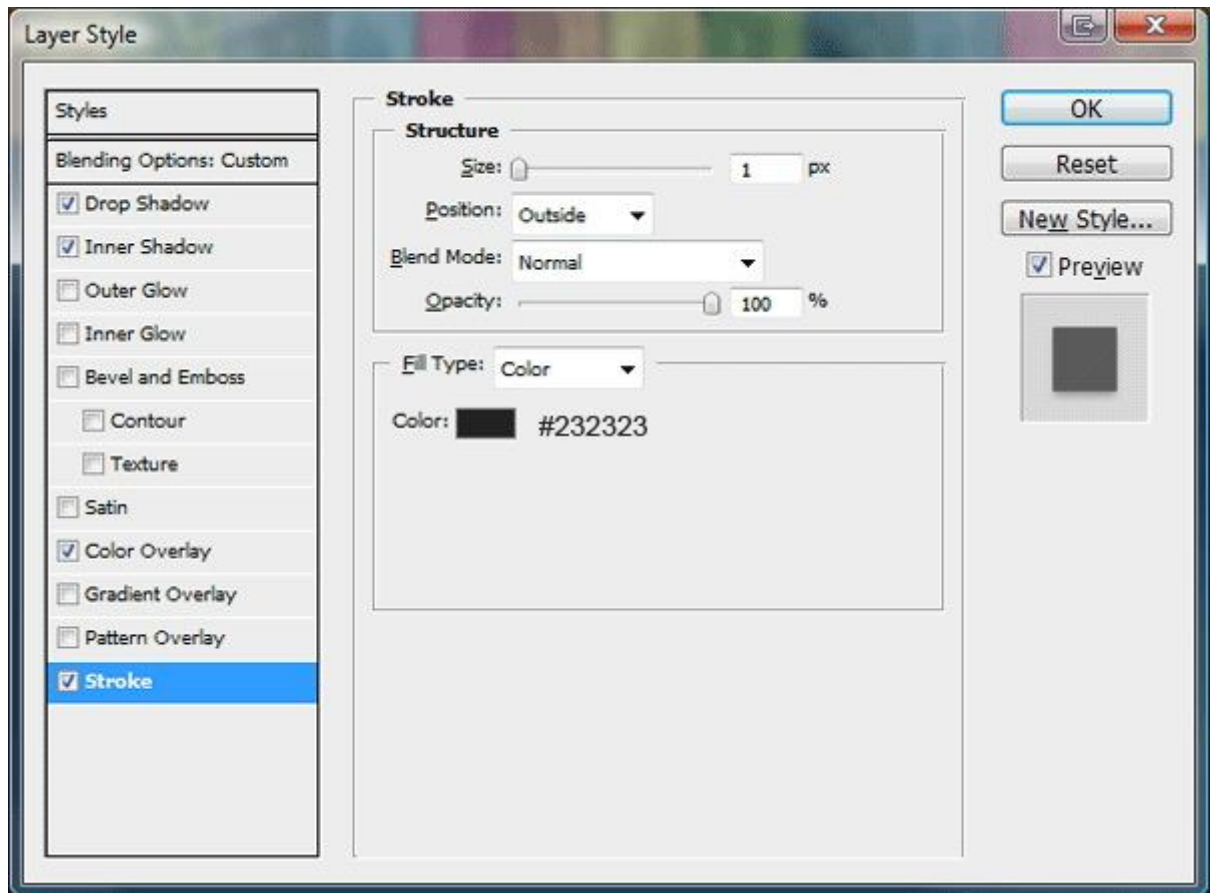 Layer Style
Styles
Blending Options: Custom
Drop Shadow
Inner Shadow
Outer Glow
Inner Glow
Bevel and Emboss
Contour
Texture
Satin
Color Overlay
Gradient Overlay
Pattern Overlay
Stroke
Stroke
Structure
Size: 1 px
Position: Outside
Blend Mode: Normal
Opacity: 100 %
Fill Type: Color
Color: #232323
OK
Reset
New Style...
Preview